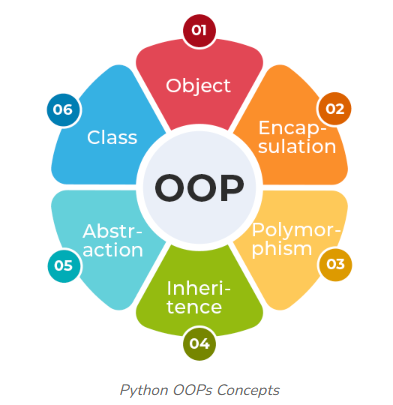 01
Object
02
Encap-
sulation
03
Polymor-
phism
04
Inheri-
tence
05
Abstr-
action
06
Class
OOP
Python OOPs Concepts